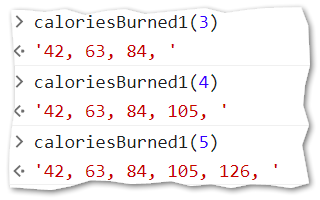 > caloriesBurned1(3)
< '42, 63, 84, '
> caloriesBurned1(4)
< '42, 63, 84, 105, '
> caloriesBurned1(5)
< '42, 63, 84, 105, 126, '